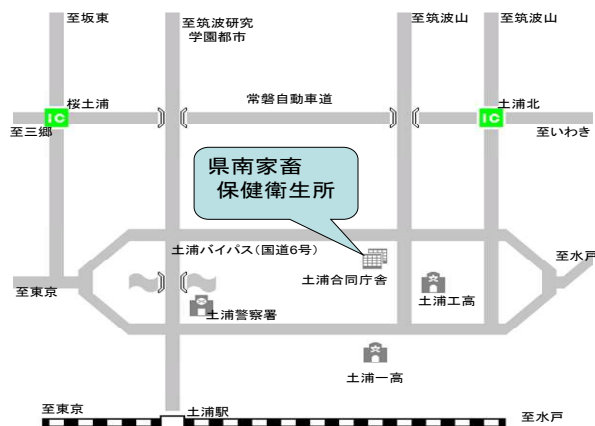 至坂東
至筑波研究
学園都市
至筑波山
至筑波山
桜土浦
常磐自動車道
土浦北
IC
IC
至三郷
至いわき
県南家畜
保健衛生所
土浦バイパス(国道6号)
至水戸
土浦合同庁舎
至東京
土浦工高
土浦警察署
土浦一高
至東京
土浦駅
至水戸